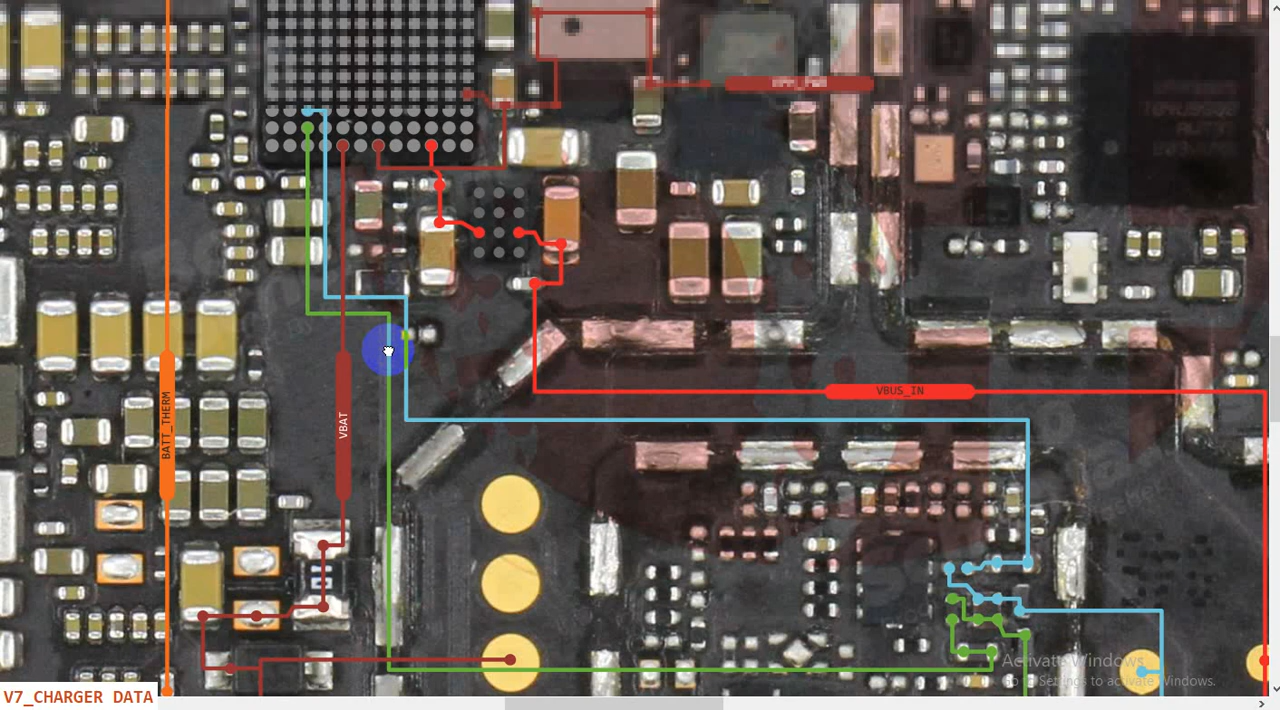 VBUS_IN
BATT_THERM
VBAT
Activate Windows
Go to Settings to activate Windows.
V7_CHARGER DATA